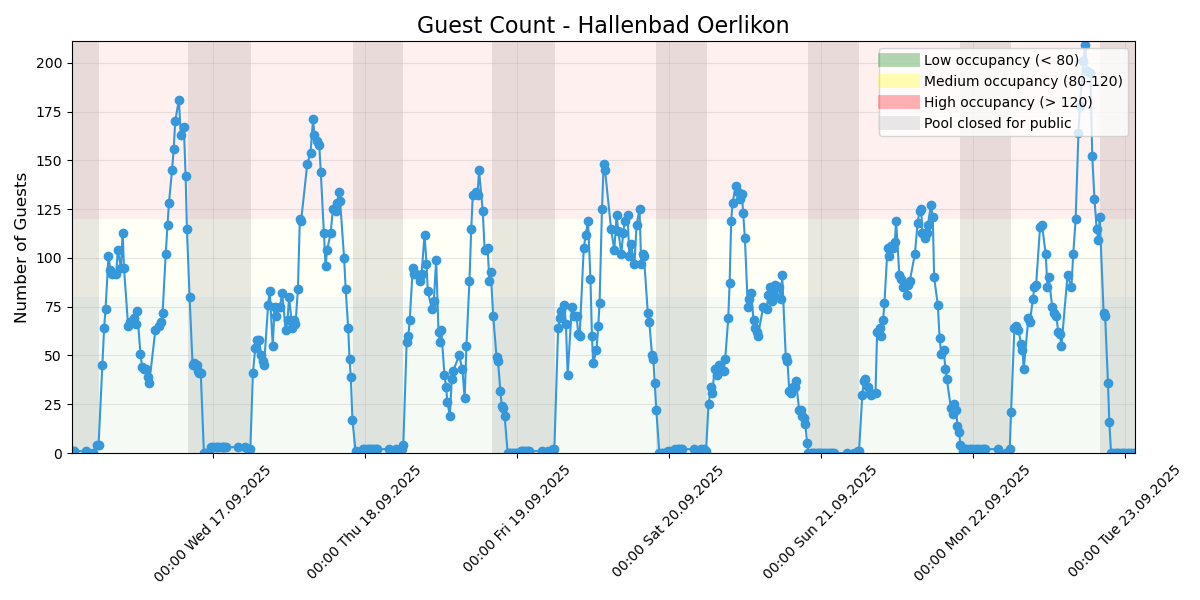 Guest Count - Hallenbad Oerlikon
Number of Guests
200
175
150
125
100
75
50
25
0
Low occupancy (< 80)
Medium occupancy (80-120)
High occupancy (> 120)
Pool closed for public
00:00 Wed 17.09.2025
00:00 Thu 18.09.2025
00:00 Fri 19.09.2025
00:00 Sat 20.09.2025
00:00 Sun 21.09.2025
00:00 Mon 22.09.2025
00:00 Tue 23.09.2025